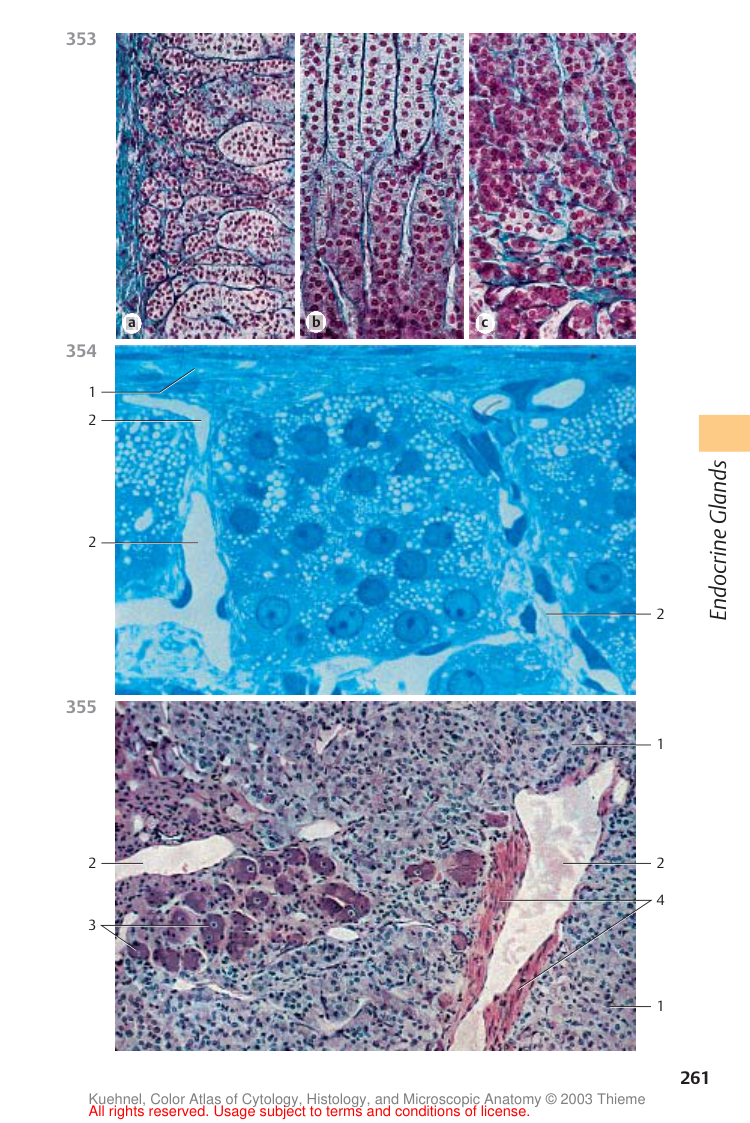 353
a
b
c
354
1
2
2
2
Endocrine Glands
355
1
2
2
4
3
1
261
Kuehnel, Color Atlas of Cytology, Histology, and Microscopic Anatomy © 2003 Thieme
All rights reserved. Usage subject to terms and conditions of license.